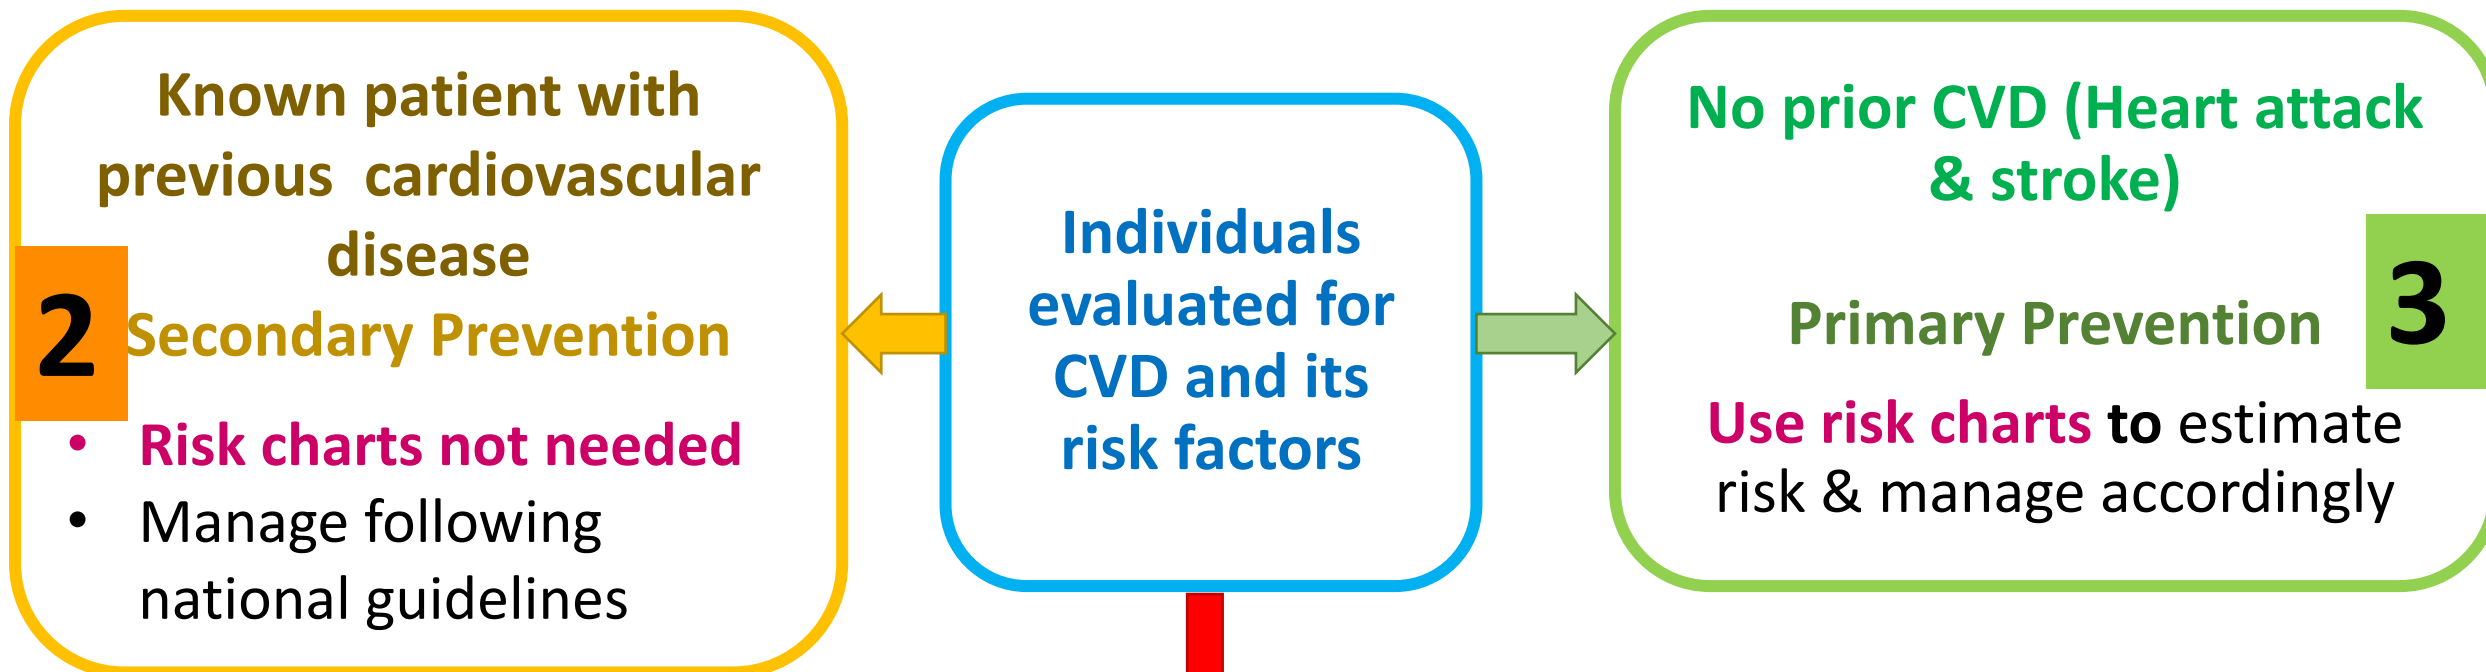 Known patient with
previous cardiovascular
disease
2
Secondary Prevention
• Risk charts not needed
• Manage following
national guidelines
Individuals
evaluated for
CVD and its
risk factors
No prior CVD (Heart attack
& stroke)
3
Primary Prevention
Use risk charts to estimate
risk & manage accordingly